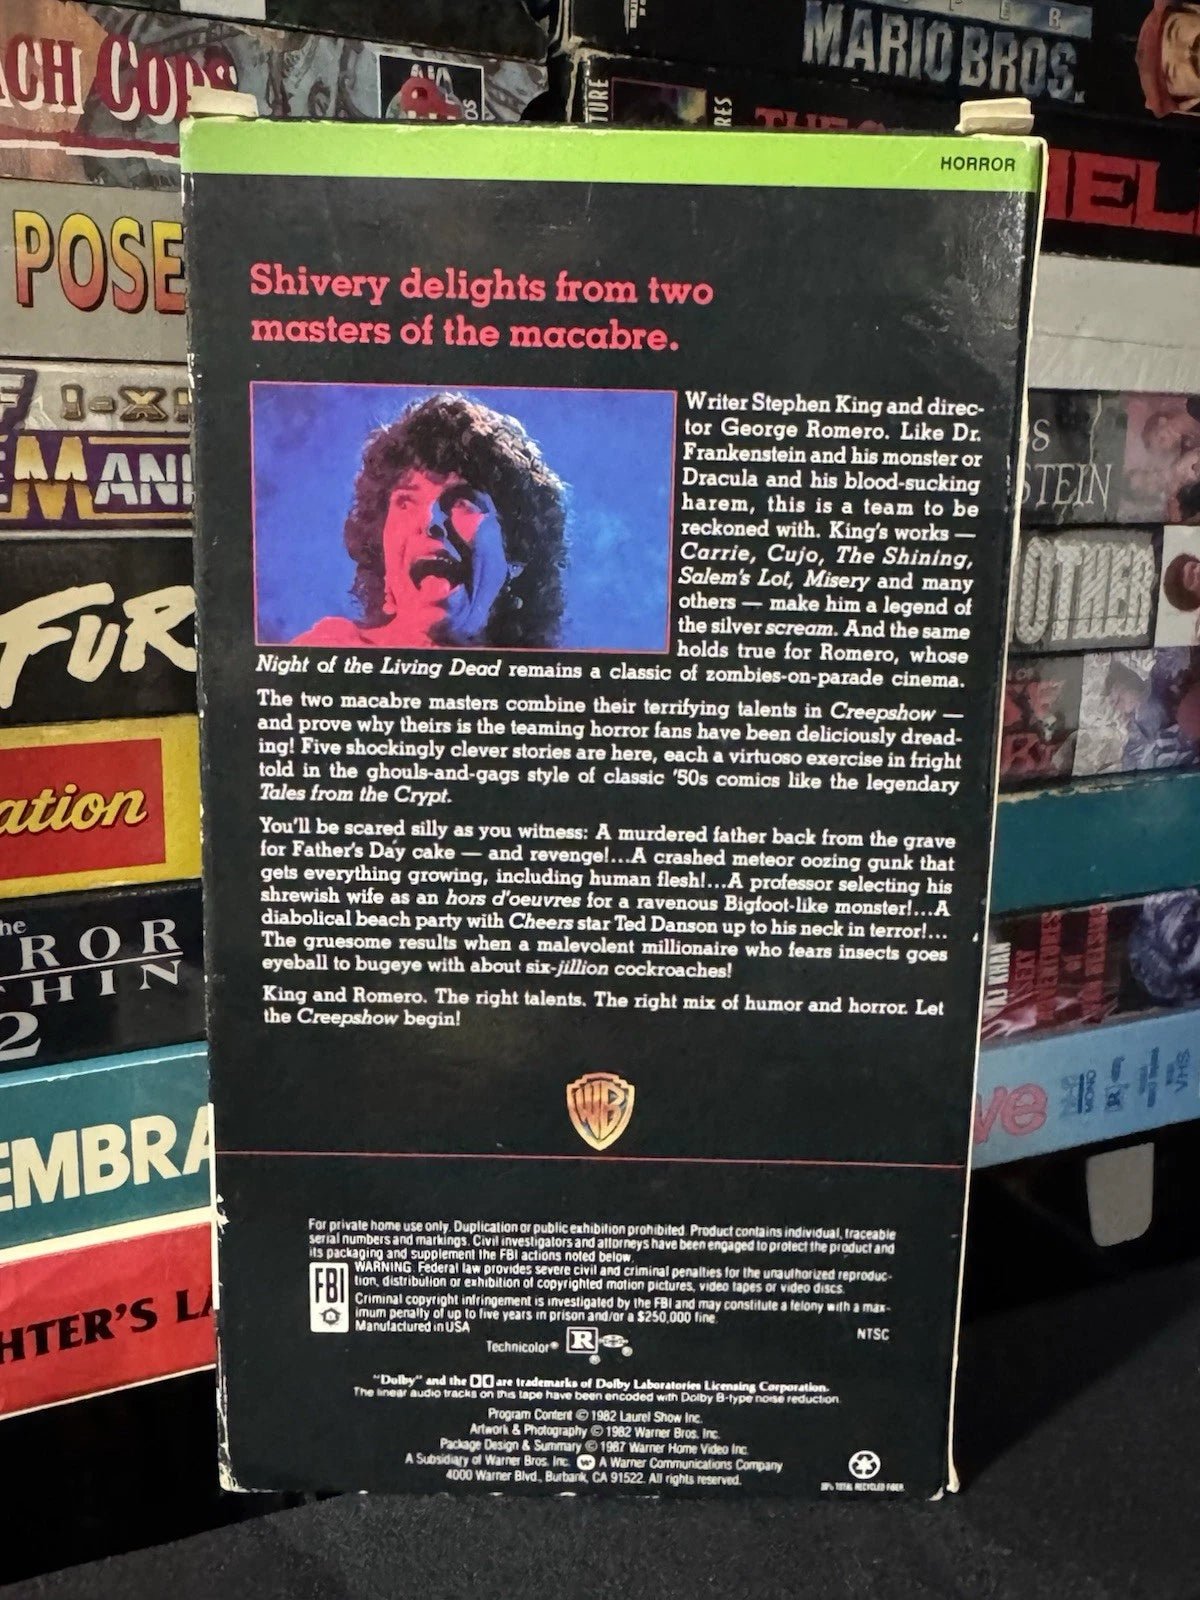 MARIO BROS.
POSE
I-X
MANI
FUR
ation
the
ROR
THIN
2
EMBRA
HTER'S LA
STEIN
OTHER
ve
MONO
VHS
HORROR
Shivery delights from two
masters of the macabre.
Writer Stephen King and direc-
tor George Romero. Like Dr.
Frankenstein and his monster or
Dracula and his blood-sucking
harem, this is a team to be
reckoned with. King's works —
Carrie, Cujo, The Shining,
Salem's Lot, Misery and many
others — make him a legend of
the silver scream. And the same
holds true for Romero, whose
Night of the Living Dead remains a classic of zombies-on-parade cinema.
The two macabre masters combine their terrifying talents in Creepshow —
and prove why theirs is the teaming horror fans have been deliciously dread-
ing! Five shockingly clever stories are here, each a virtuoso exercise in fright
told in the ghouls-and-gags style of classic '50s comics like the legendary
Tales from the Crypt.
You'll be scared silly as you witness: A murdered father back from the grave
for Father's Day cake — and revenge!...A crashed meteor oozing gunk that
gets everything growing, including human flesh!...A professor selecting his
shrewish wife as an hors d'oeuvres for a ravenous Bigfoot-like monster!...A
diabolical beach party with Cheers star Ted Danson up to his neck in terror!...
The gruesome results when a malevolent millionaire who fears insects goes
eyeball to bugeye with about six-jillion cockroaches!
King and Romero. The right talents. The right mix of humor and horror. Let
the Creepshow begin!
WB
For private home use only. Duplication or public exhibition prohibited. Product contains individual, traceable
serial numbers and markings. Civil investigators and attorneys have been engaged to protect the product and
its packaging and supplement the FBI actions noted below.
FBI
WARNING: Federal law provides severe civil and criminal penalties for the unauthorized reproduc-
tion, distribution or exhibition of copyrighted motion pictures, video tapes or video discs.
Criminal copyright infringement is investigated by the FBI and may constitute a felony with a max-
imum penalty of up to five years in prison and/or a $250,000 fine.
Manufactured in USA
NTSC
Technicolor® R
"Dolby" and the DD are trademarks of Dolby Laboratories Licensing Corporation.
The linear audio tracks on this tape have been encoded with Dolby B-type noise reduction.
Program Content © 1982 Laurel Show Inc.
Artwork & Photography © 1982 Warner Bros. Inc.
Package Design & Summary © 1987 Warner Home Video Inc.
A Subsidiary of Warner Bros. Inc. A Warner Communications Company
4000 Warner Blvd., Burbank, CA 91522. All rights reserved.
TOTAL RECYCLED FIBER